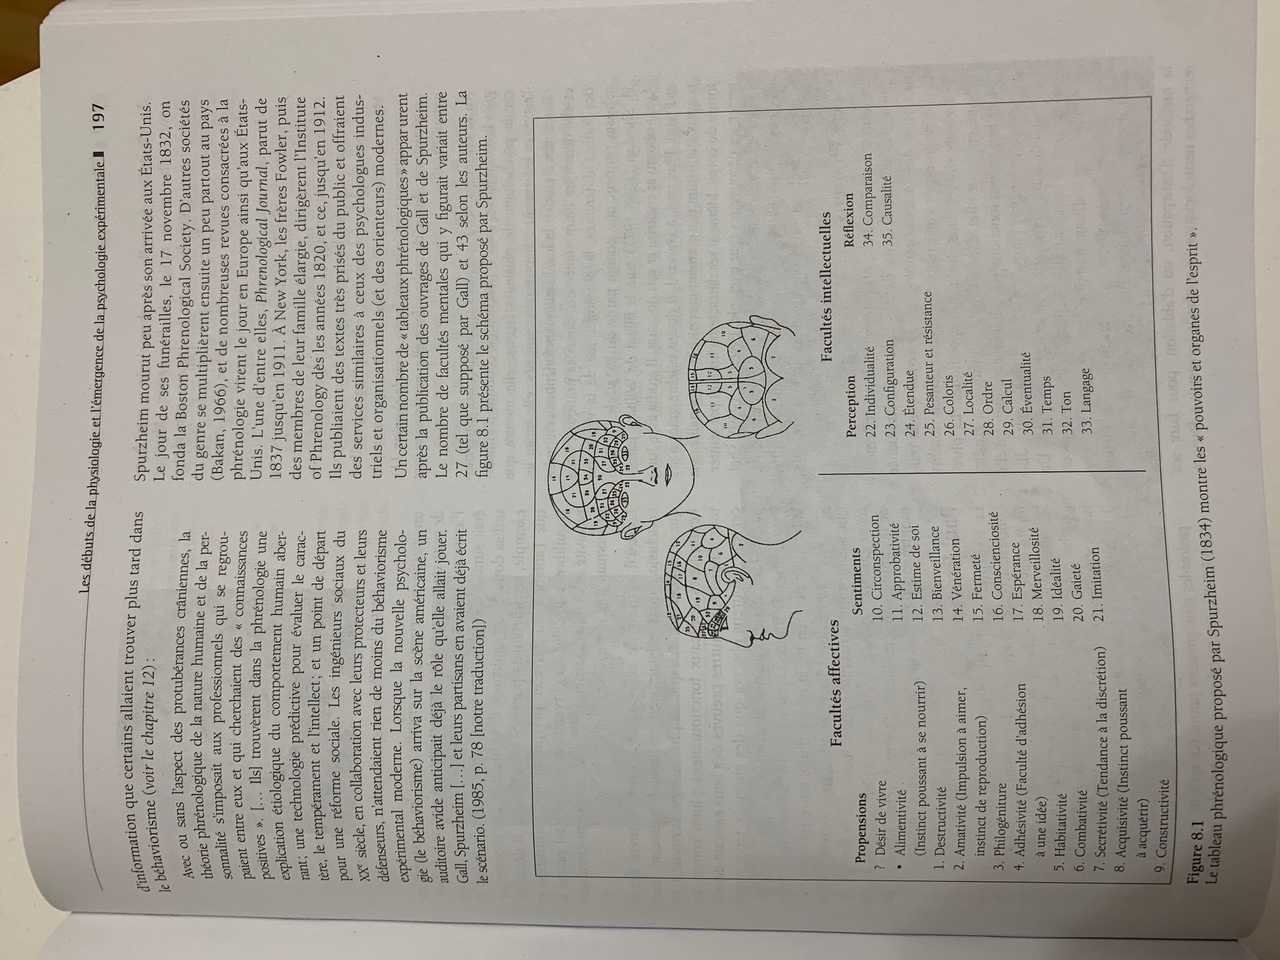 Les débuts de la physiologie et l'émergence de la psychologie expérimentale 197
d'information que certains allaient trouver plus tard dans
le béhaviorisme (voir le chapitre 12) :
Avec ou sans l'aspect des protubérances crâniennes, la
théorie phrénologique de la nature humaine et de la per-
sonnalité s'imposait aux professionnels qui se regrou-
paient entre eux et qui cherchaient des « connaissances
positives ». [… Ils] trouvèrent dans la phrénologie une
explication étiologique du comportement humain aber-
rant; une technologie prédictive pour évaluer le carac-
tère, le tempérament et l'intellect; et un point de départ
pour une réforme sociale. Les ingénieurs sociaux du
XXe siècle, en collaboration avec leurs protecteurs et leurs
défenseurs, n'attendaient rien de moins du béhaviorisme
expérimental moderne. Lorsque la nouvelle psycholo-
gie (le béhaviorisme) arriva sur la scène américaine, un
auditoire avide anticipait déjà le rôle qu'elle allait jouer.
Gall, Spurzheim […] et leurs partisans en avaient déjà écrit
le scénario. (1985, p. 78 [notre traduction])
Spurzheim mourut peu après son arrivée aux États-Unis.
Le jour de ses funérailles, le 17 novembre 1832, on
fonda la Boston Phrenological Society. D'autres sociétés
du genre se multiplièrent ensuite un peu partout au pays
(Bakan, 1966), et de nombreuses revues consacrées à la
phrénologie virent le jour en Europe ainsi qu'aux États-
Unis. L'une d'entre elles, Phrenological Journal, parut de
1837 jusqu'en 1911. À New York, les frères Fowler, puis
des membres de leur famille élargie, dirigèrent l'Institute
of Phrenology dès les années 1820, et ce, jusqu'en 1912.
Ils publiaient des textes très prisés du public et offraient
des services similaires à ceux des psychologues indus-
triels et organisationnels (et des orienteurs) modernes.
Un certain nombre de « tableaux phrénologiques » appar urent
après la publication des ouvrages de Gall et de Spurzheim.
Le nombre de facultés mentales qui y figurait variait entre
27 (tel que supposé par Gall) et 43 selon les auteurs. La
figure 8.1 présente le schéma proposé par Spurzheim.
Facultés affectives
Propensions
? Désir de vivre
• Alimentivité
(Instinct poussant à se nourrir)
1. Destructivité
2. Amativité (Impulsion à aimer,
instinct de reproduction)
3. Philogéniture
4. Adhésivité (Faculté d'adhésion
à une idée)
5. Habitativité
6. Combativité
7. Secrétivité (Tendance à la discrétion)
8. Acquisivité (Instinct poussant
à acquérir)
9. Constructivité
Sentiments
10. Circonspection
11. Approbativité
12. Estime de soi
13. Bienveillance
14. Vénération
15. Fermeté
16. Conscienciosité
17. Espérance
18. Merveillosité
19. Idéalité
20. Gaieté
21. Imitation
Facultés intellectuelles
Perception
22. Individualité
23. Configuration
24. Étendue
25. Pesanteur et résistance
26. Coloris
27. Localité
28. Ordre
29. Calcul
30. Éventualité
31. Temps
32. Ton
33. Langage
Réflexion
34. Comparaison
35. Causalité
Figure 8.1
Le tableau phrénologique proposé par Spurzheim (1834) montre les « pouvoirs et organes de l'esprit ».